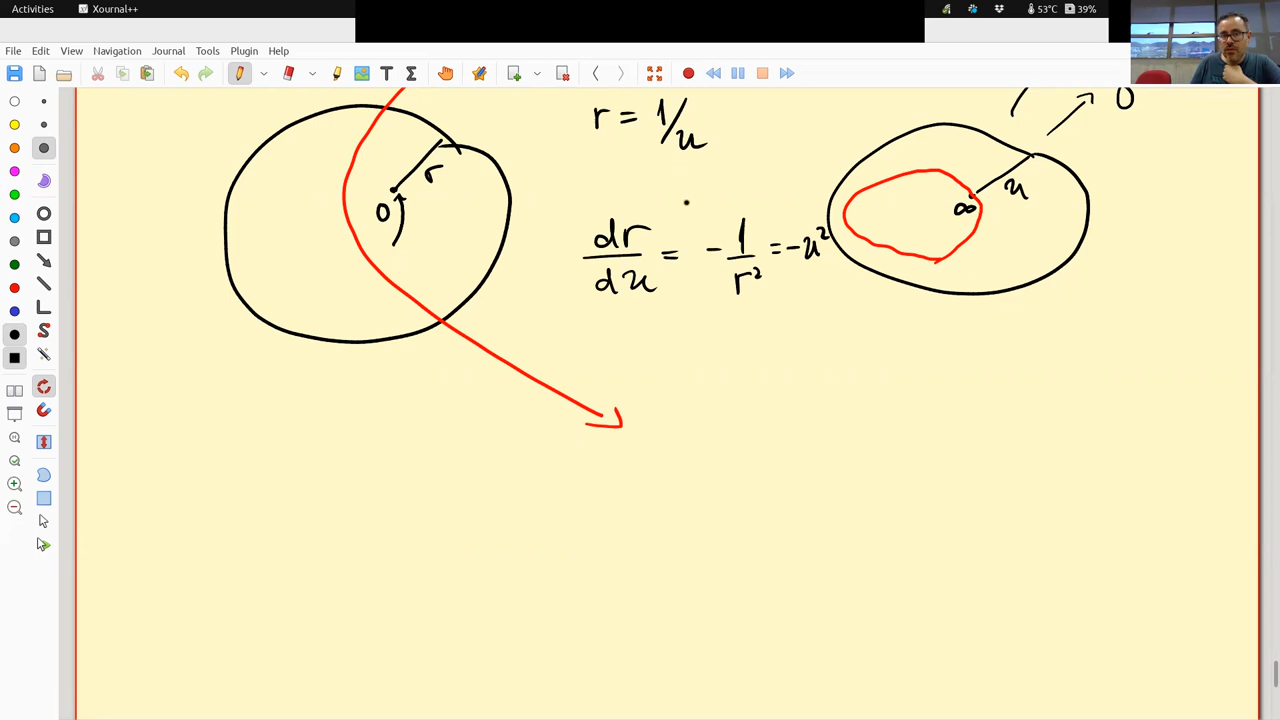 Activities Xournal++ 53°C 39%
File Edit View Navigation Journal Tools Plugin Help
r = 1/u
0
r
0
u
∞
dr/du = -1/r² = -u²